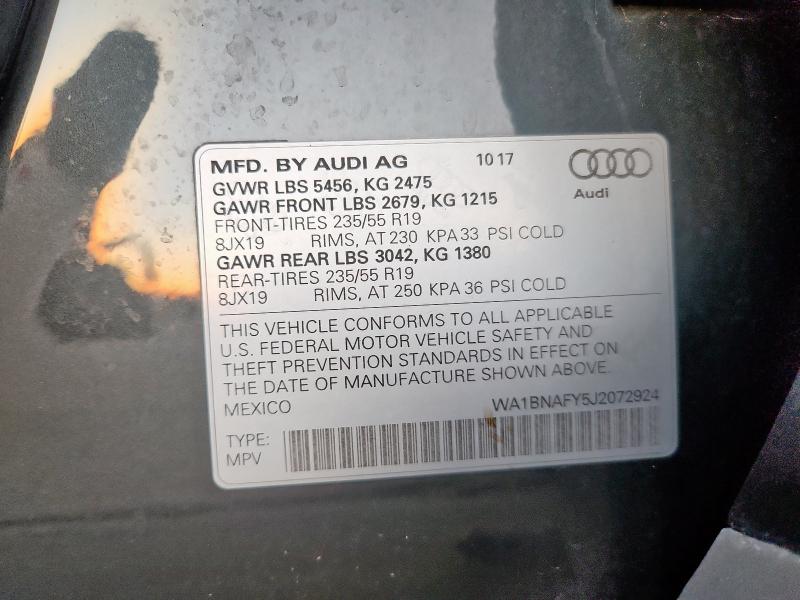 MFD. BY AUDI AG 10 17
GVWR LBS 5456, KG 2475
GAWR FRONT LBS 2679, KG 1215
FRONT-TIRES 235/55 R19
8JX19 RIMS, AT 230 KPA 33 PSI COLD
GAWR REAR LBS 3042, KG 1380
REAR-TIRES 235/55 R19
8JX19 RIMS, AT 250 KPA 36 PSI COLD
Audi
THIS VEHICLE CONFORMS TO ALL APPLICABLE
U.S. FEDERAL MOTOR VEHICLE SAFETY AND
THEFT PREVENTION STANDARDS IN EFFECT ON
THE DATE OF MANUFACTURE SHOWN ABOVE.
MEXICO WA1BNAFY5J2072924
TYPE:
MPV